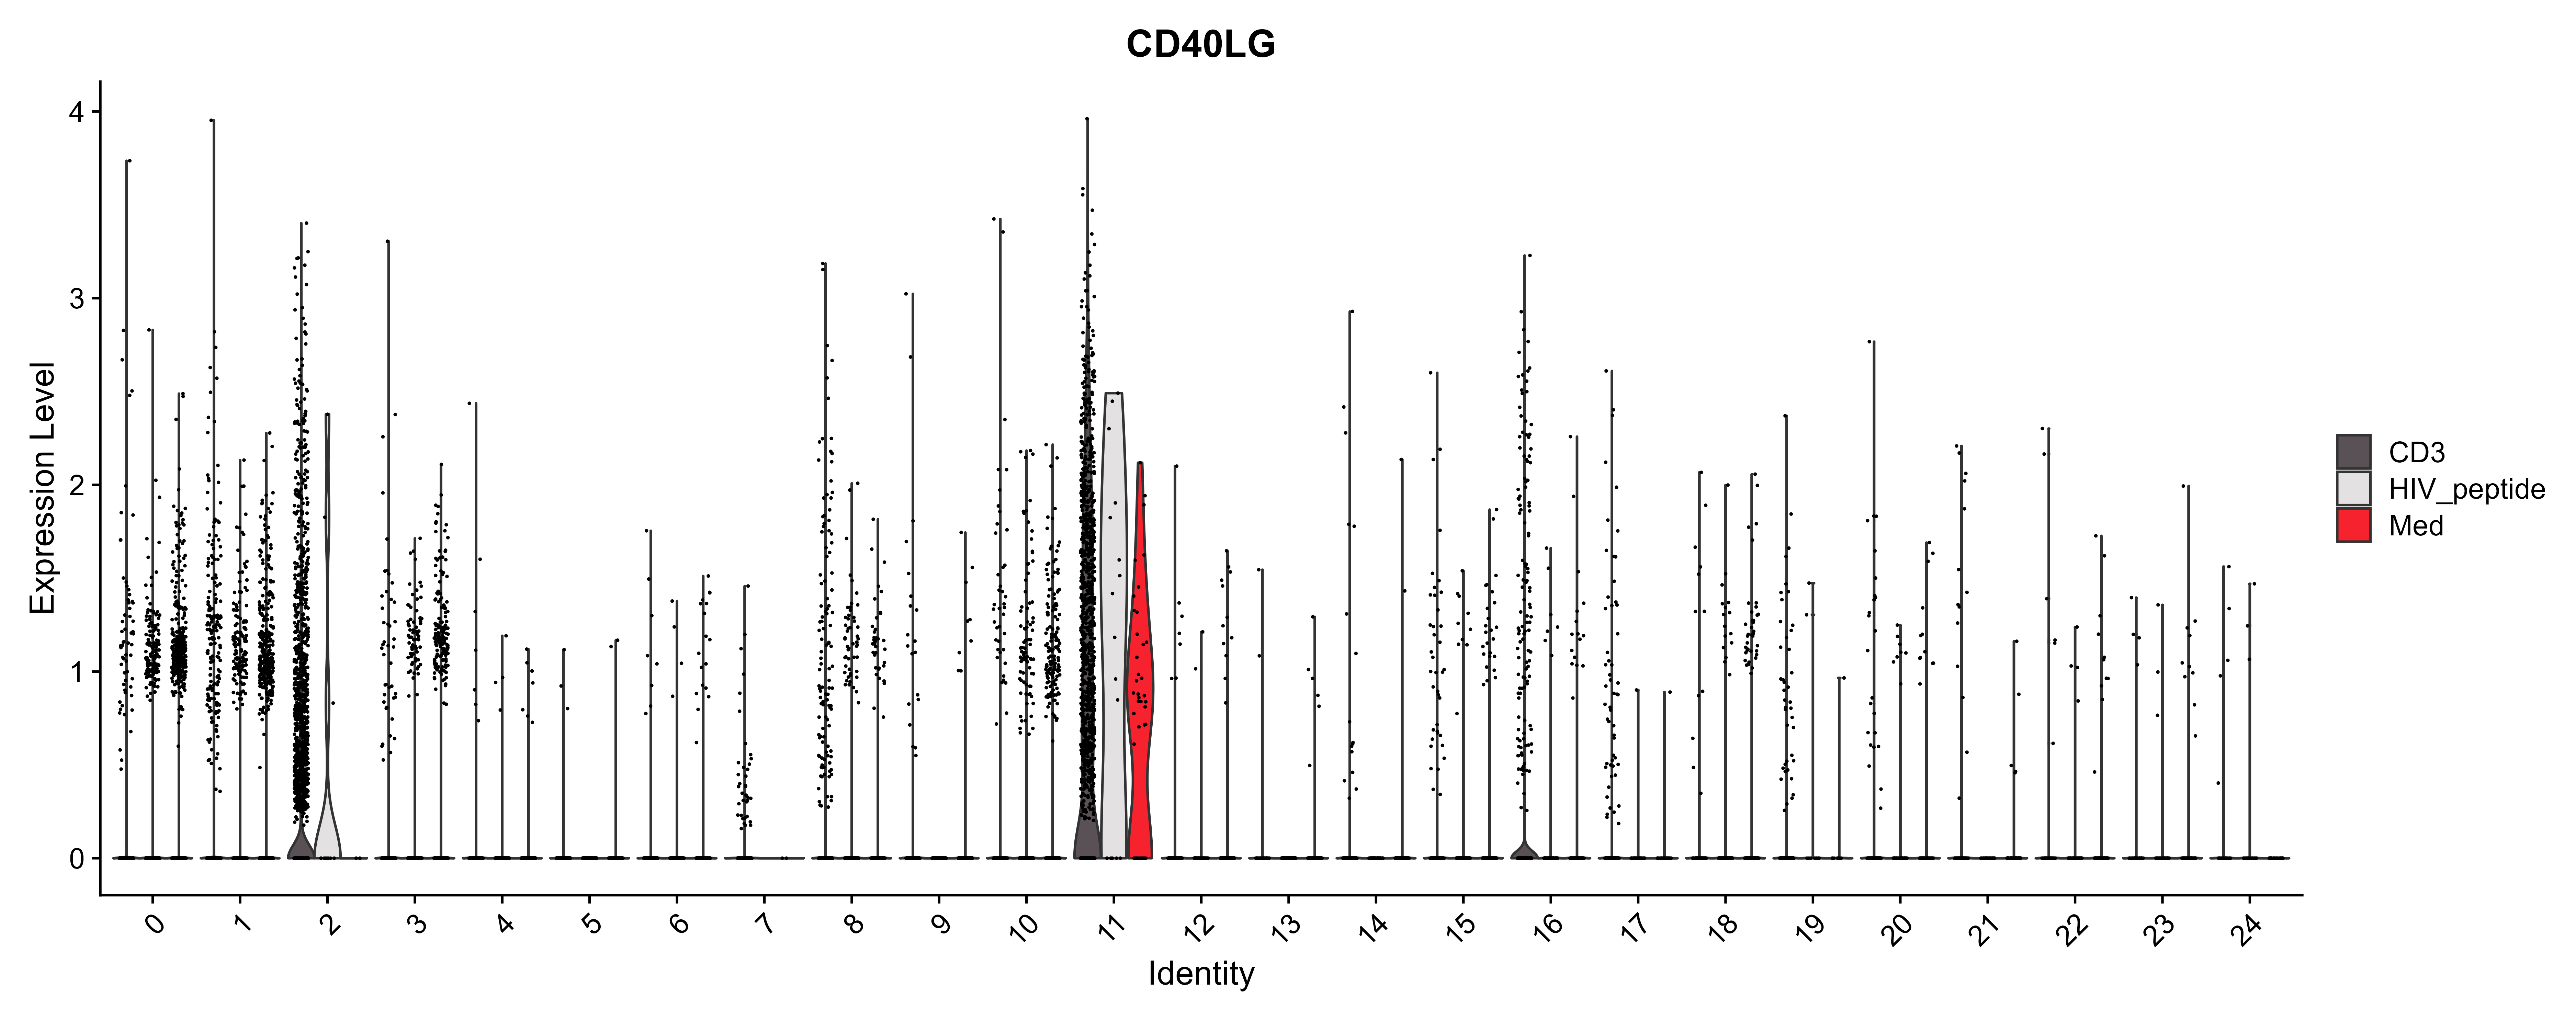 CD40LG
Expression Level
4
3
2
1
0
0 1 2 3 4 5 6 7 8 9 10 11 12 13 14 15 16 17 18 19 20 21 22 23 24
Identity
CD3
HIV_peptide
Med